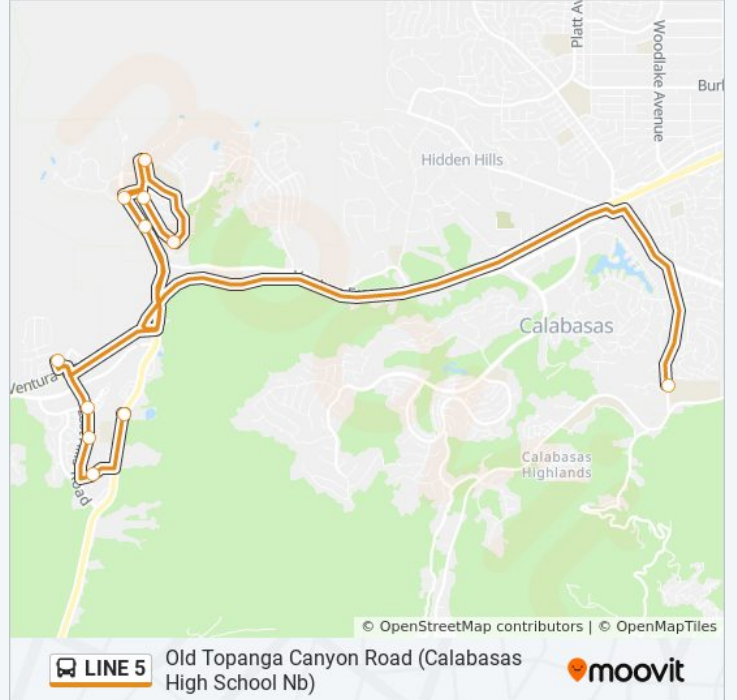 Platt Av
Woodlake Avenue
Burl
Hidden Hills
Calabasas
Ventura
Calabasas
Highlands
Road
© OpenStreetMap contributors | © OpenMapTiles
LINE 5
Old Topanga Canyon Road (Calabasas
High School Nb)
moovit